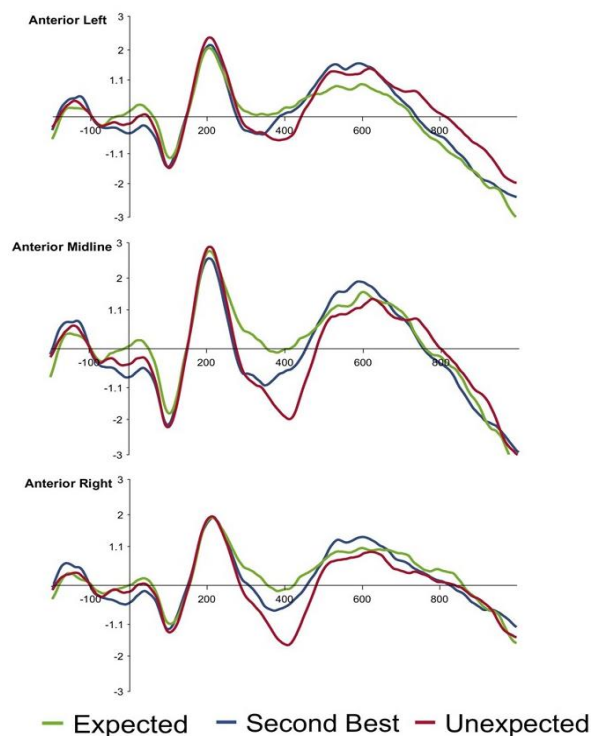 Anterior Left
3
2
1.1
-100 200 400 600 800
-1.1
-2
-3
Anterior Midline
3
2
1.1
-100 200 400 600 800
-1.1
-2
-3
Anterior Right
3
2
1.1
-100 200 400 600 800
-1.1
-2
-3
Expected Second Best Unexpected